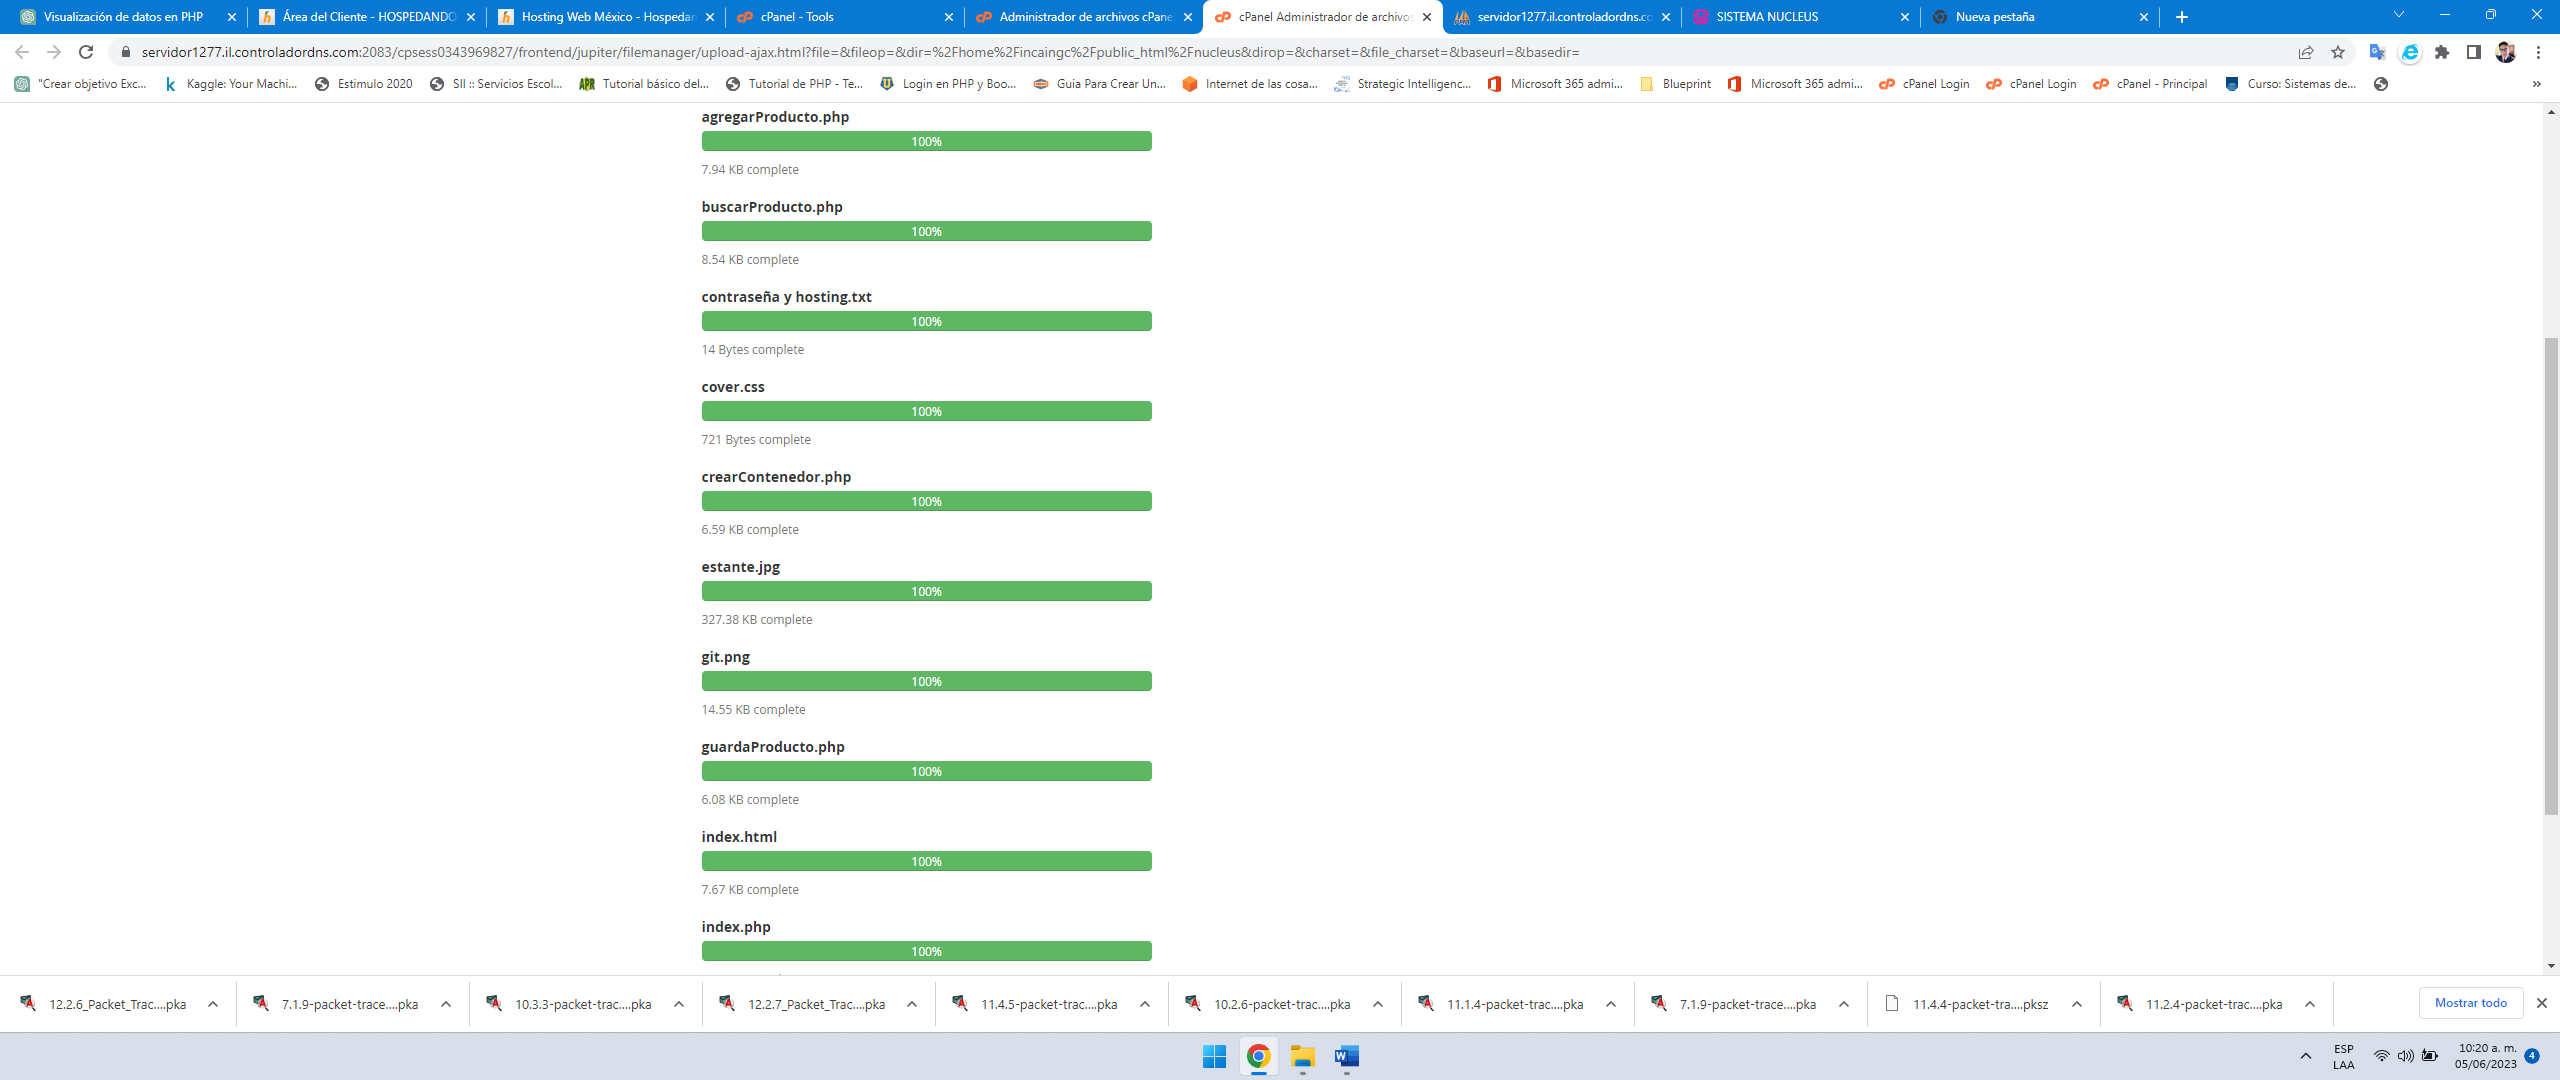 Visualización de datos en PHP
Área del Cliente - HOSPEDANDO
Hosting Web México - Hospedan
cPanel - Tools
Administrador de archivos cPane
cPanel Administrador de archivos
servidor1277.il.controladordns.co
SISTEMA NUCLEUS
Nueva pestaña
servidor1277.il.controladordns.com:2083/cpsess0343969827/frontend/jupiter/filemanager/upload-ajax.html?file=&fileop=&dir=%2Fhome%2Fincaingc%2Fpublic_html%2Fnucleus&dirop=&charset=&file_charset=&baseurl=&basedir=
"Crear objetivo Exc...
Kaggle: Your Machi...
Estimulo 2020
SII :: Servicios Escol...
Tutorial básico del...
Tutorial de PHP - Te...
Login en PHP y Boo...
Guia Para Crear Un...
Internet de las cosa...
Strategic Intelligenc...
Microsoft 365 admi...
Blueprint
Microsoft 365 admi...
cPanel Login
cPanel Login
cPanel - Principal
Curso: Sistemas de...
agregarProducto.php
100%
7.94 KB complete
buscarProducto.php
100%
8.54 KB complete
contraseña y hosting.txt
100%
14 Bytes complete
cover.css
100%
721 Bytes complete
crearContenedor.php
100%
6.59 KB complete
estante.jpg
100%
327.38 KB complete
git.png
100%
14.55 KB complete
guardaProducto.php
100%
6.08 KB complete
index.html
100%
7.67 KB complete
index.php
100%
12.2.6_Packet_Trac....pka
7.1.9-packet-trace....pka
10.3.3-packet-trac....pka
12.2.7_Packet_Trac....pka
11.4.5-packet-trac....pka
10.2.6-packet-trac....pka
11.1.4-packet-trac....pka
7.1.9-packet-trace....pka
11.4.4-packet-tra....pksz
11.2.4-packet-trac....pka
Mostrar todo
ESP
LAA
10:20 a. m.
05/06/2023
4